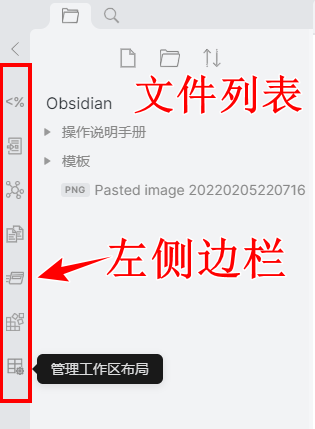 <%
文件列表
Obsidian
操作说明手册
模板
PNG Pasted image 20220205220716
左侧边栏
管理工作区布局